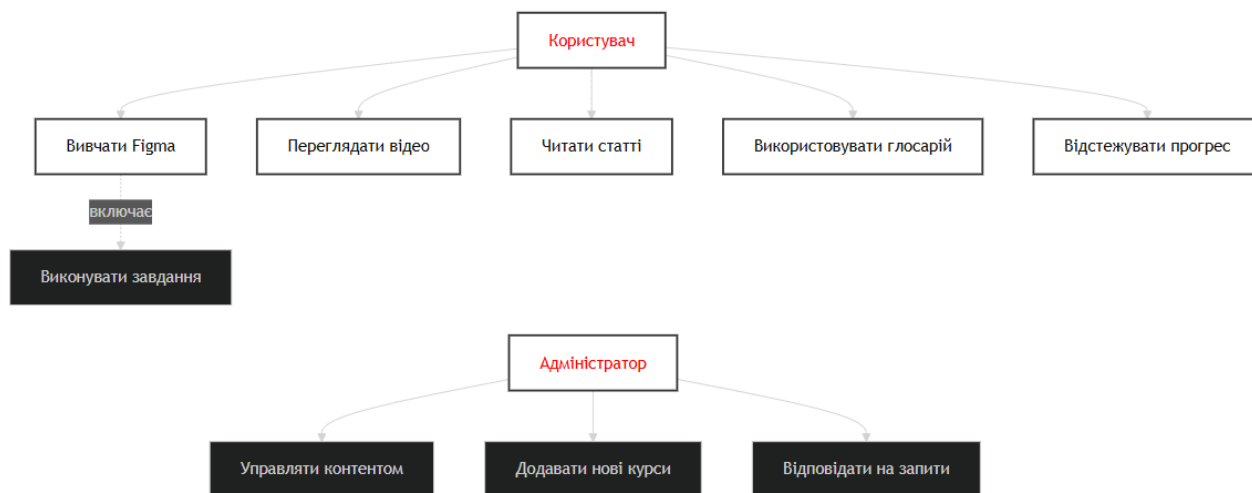 Користувач
Вивчати Figma
Переглядати відео
Читати статті
Використовувати глосарій
Відстежувати прогрес
включає
Виконувати завдання
Адміністратор
Управляти контентом
Додавати нові курси
Відповідати на запити